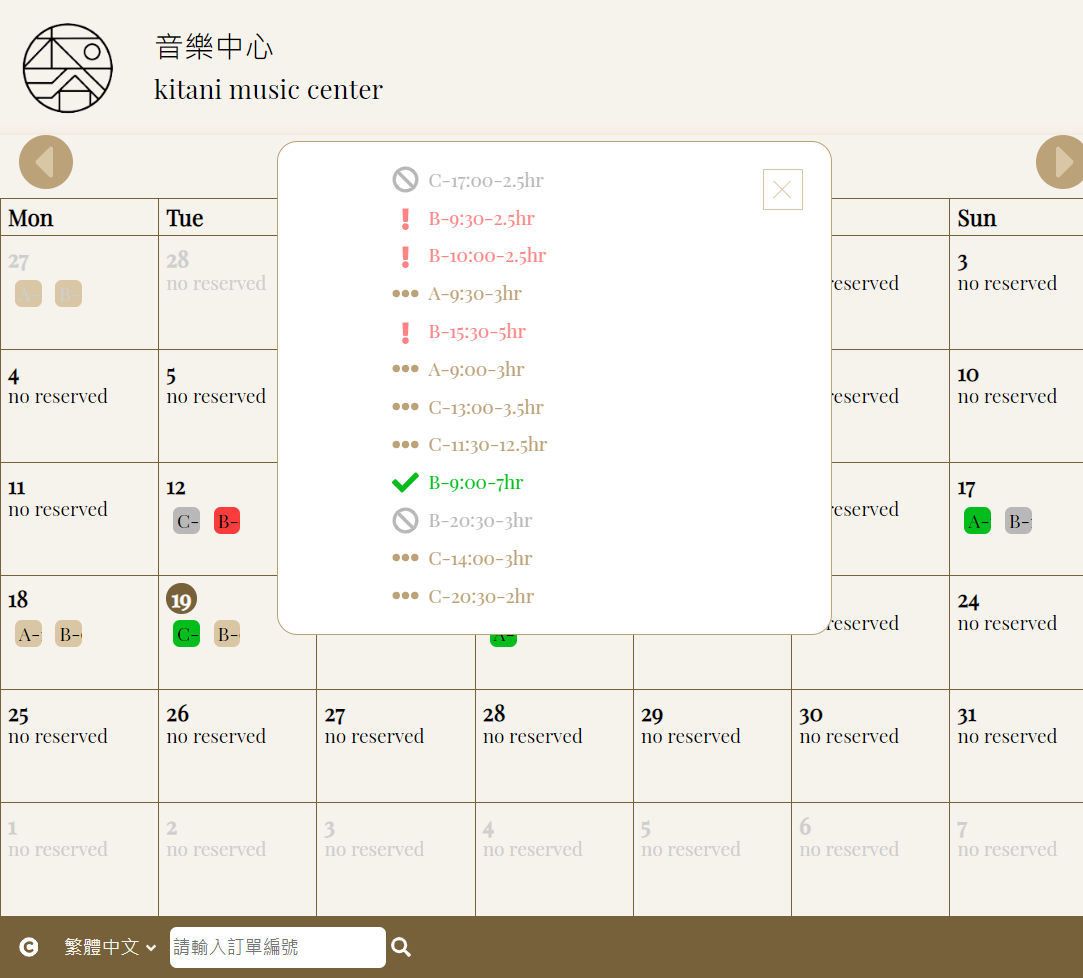 音樂中心
kitani music center
C-17:00-2.5hr
B-9:30-2.5hr
B-10:00-2.5hr
A-9:30-3hr
B-15:30-5hr
A-9:00-3hr
C-13:00-3.5hr
C-11:30-12.5hr
B-9:00-7hr
B-20:30-3hr
C-14:00-3hr
C-20:30-2hr
Mon Tue Sun
27 28 3
A- B- no reserved reserved no reserved
4 5 10
no reserved no reserved reserved no reserved
11 12 17
no reserved C- B- reserved A- B-
18 19 24
A- B- C- B- A- reserved no reserved
25 26 27 28 29 30 31
no reserved no reserved no reserved no reserved no reserved no reserved no reserved
1 2 3 4 5 6 7
no reserved no reserved no reserved no reserved no reserved no reserved no reserved
繁體中文 請輸入訂單編號